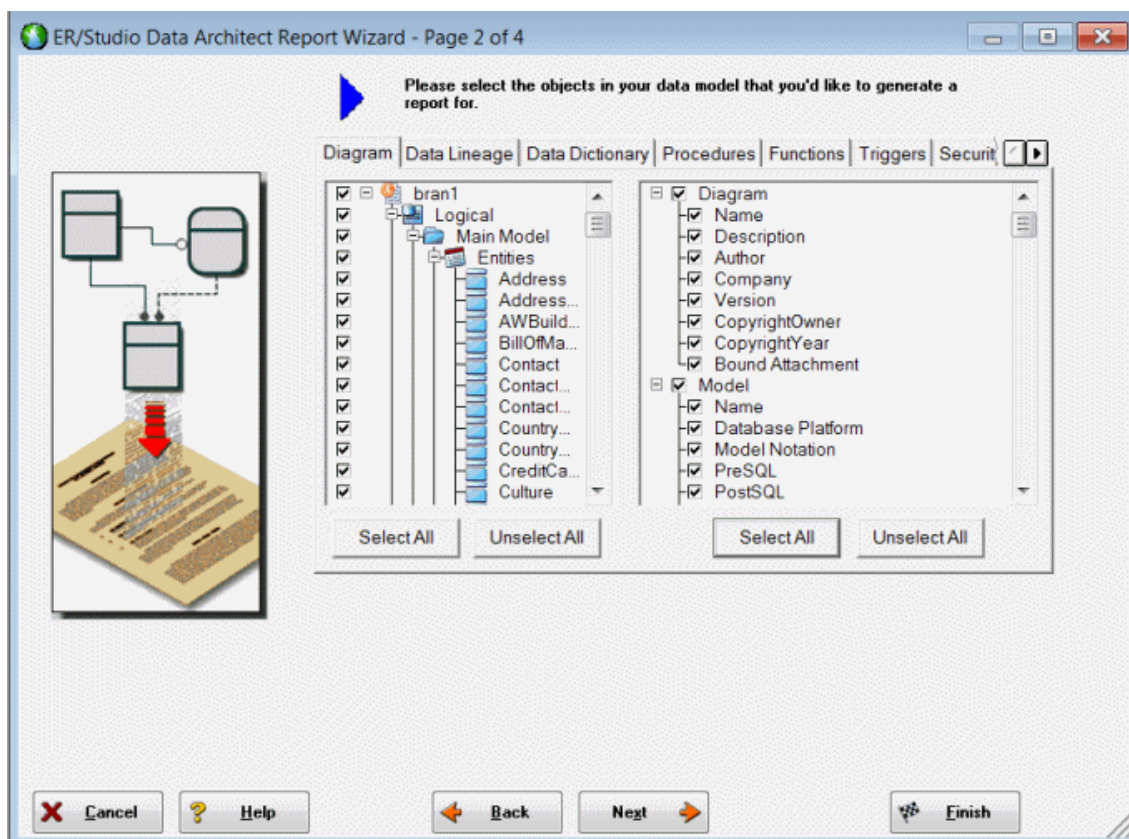 ER/Studio Data Architect Report Wizard - Page 2 of 4
Please select the objects in your data model that you'd like to generate a
report for.
Diagram Data Lineage Data Dictionary Procedures Functions Triggers Securit
bran1
Logical
Main Model
Entities
Address
Address...
AWBuild...
BillOfMa...
Contact
Contact...
Contact...
Country...
Country...
CreditCa...
Culture
Diagram
Name
Description
Author
Company
Version
CopyrightOwner
CopyrightYear
Bound Attachment
Model
Name
Database Platform
Model Notation
PreSQL
PostSQL
Select All Unselect All Select All Unselect All
Cancel Help Back Next Finish